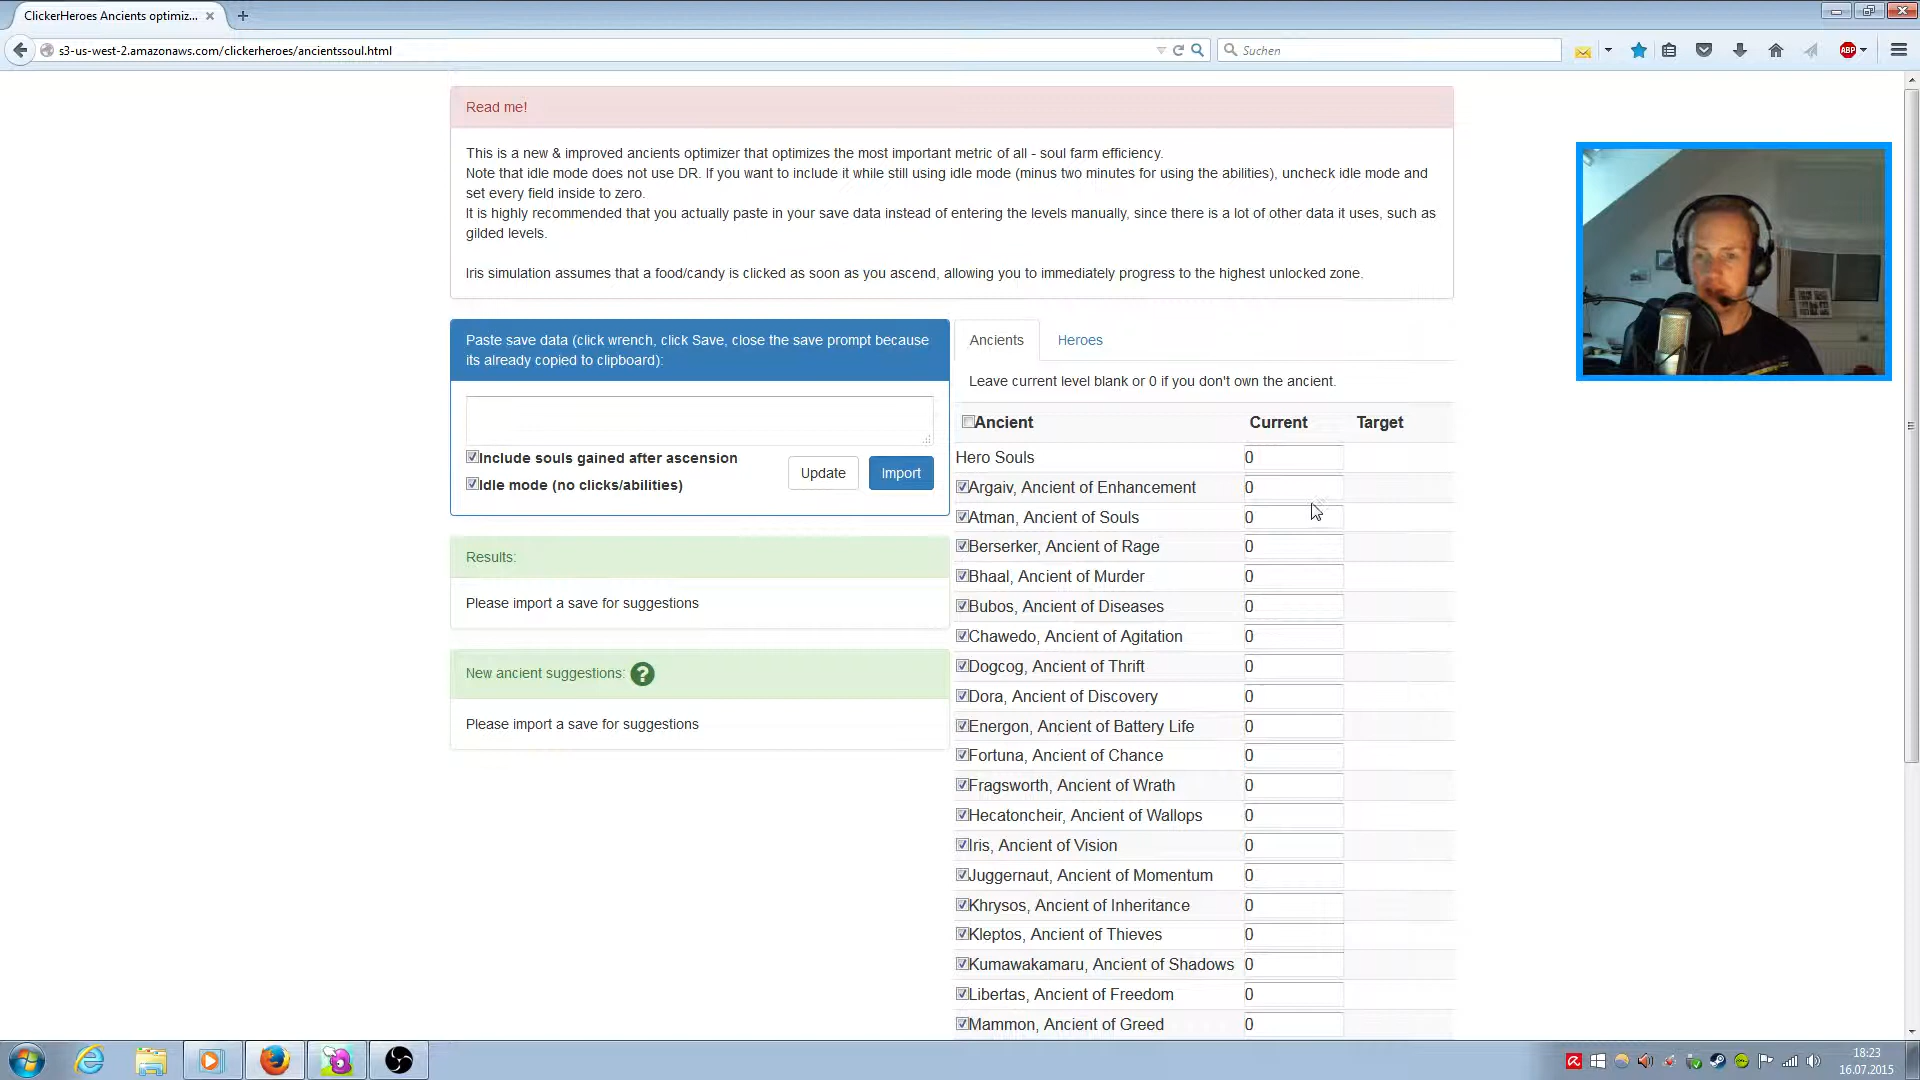 ClickerHeroes Ancients optimiz...
s3-us-west-2.amazonaws.com/clickerheroes/ancientssoul.html
Suchen
ABP
Read me!
This is a new & improved ancients optimizer that optimizes the most important metric of all - soul farm efficiency.
Note that idle mode does not use DR. If you want to include it while still using idle mode (minus two minutes for using the abilities), uncheck idle mode and
set every field inside to zero.
It is highly recommended that you actually paste in your save data instead of entering the levels manually, since there is a lot of other data it uses, such as
gilded levels.
Iris simulation assumes that a food/candy is clicked as soon as you ascend, allowing you to immediately progress to the highest unlocked zone.
Paste save data (click wrench, click Save, close the save prompt because
its already copied to clipboard):
Include souls gained after ascension
Idle mode (no clicks/abilities)
Update
Import
Results:
Please import a save for suggestions
New ancient suggestions: ?
Please import a save for suggestions
Ancients
Heroes
Leave current level blank or 0 if you don't own the ancient.
Ancient Current Target
Hero Souls 0
Argaiv, Ancient of Enhancement 0
Atman, Ancient of Souls 0
Berserker, Ancient of Rage 0
Bhaal, Ancient of Murder 0
Bubos, Ancient of Diseases 0
Chawedo, Ancient of Agitation 0
Dogcog, Ancient of Thrift 0
Dora, Ancient of Discovery 0
Energon, Ancient of Battery Life 0
Fortuna, Ancient of Chance 0
Fragsworth, Ancient of Wrath 0
Hecatoncheir, Ancient of Wallops 0
Iris, Ancient of Vision 0
Juggernaut, Ancient of Momentum 0
Khrysos, Ancient of Inheritance 0
Kleptos, Ancient of Thieves 0
Kumawakamaru, Ancient of Shadows 0
Libertas, Ancient of Freedom 0
Mammon, Ancient of Greed 0
18:23
16.07.2015